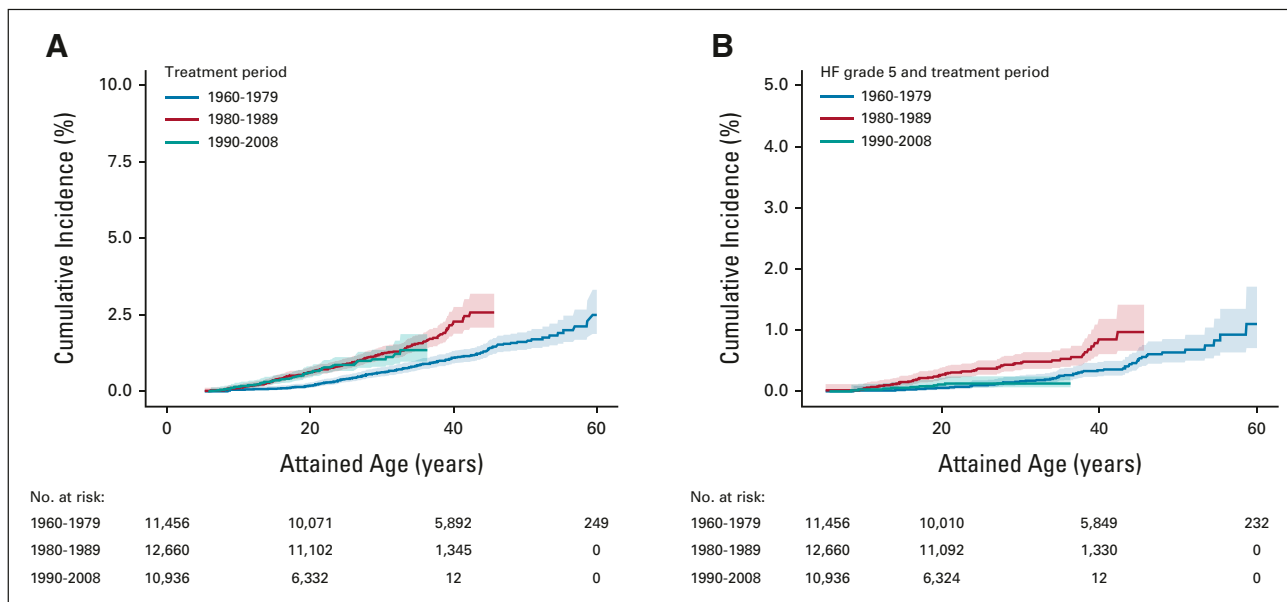 A
Treatment period
1960-1979
1980-1989
1990-2008
Cumulative Incidence (%)
10.0
7.5
5.0
2.5
0.0
0 20 40 60
Attained Age (years)
No. at risk:
1960-1979 11,456 10,071 5,892 249
1980-1989 12,660 11,102 1,345 0
1990-2008 10,936 6,332 12 0
B
HF grade 5 and treatment period
1960-1979
1980-1989
1990-2008
Cumulative Incidence (%)
5.0
4.0
3.0
2.0
1.0
0.0
20 40 60
Attained Age (years)
No. at risk:
1960-1979 11,456 10,010 5,849 232
1980-1989 12,660 11,092 1,330 0
1990-2008 10,936 6,324 12 0